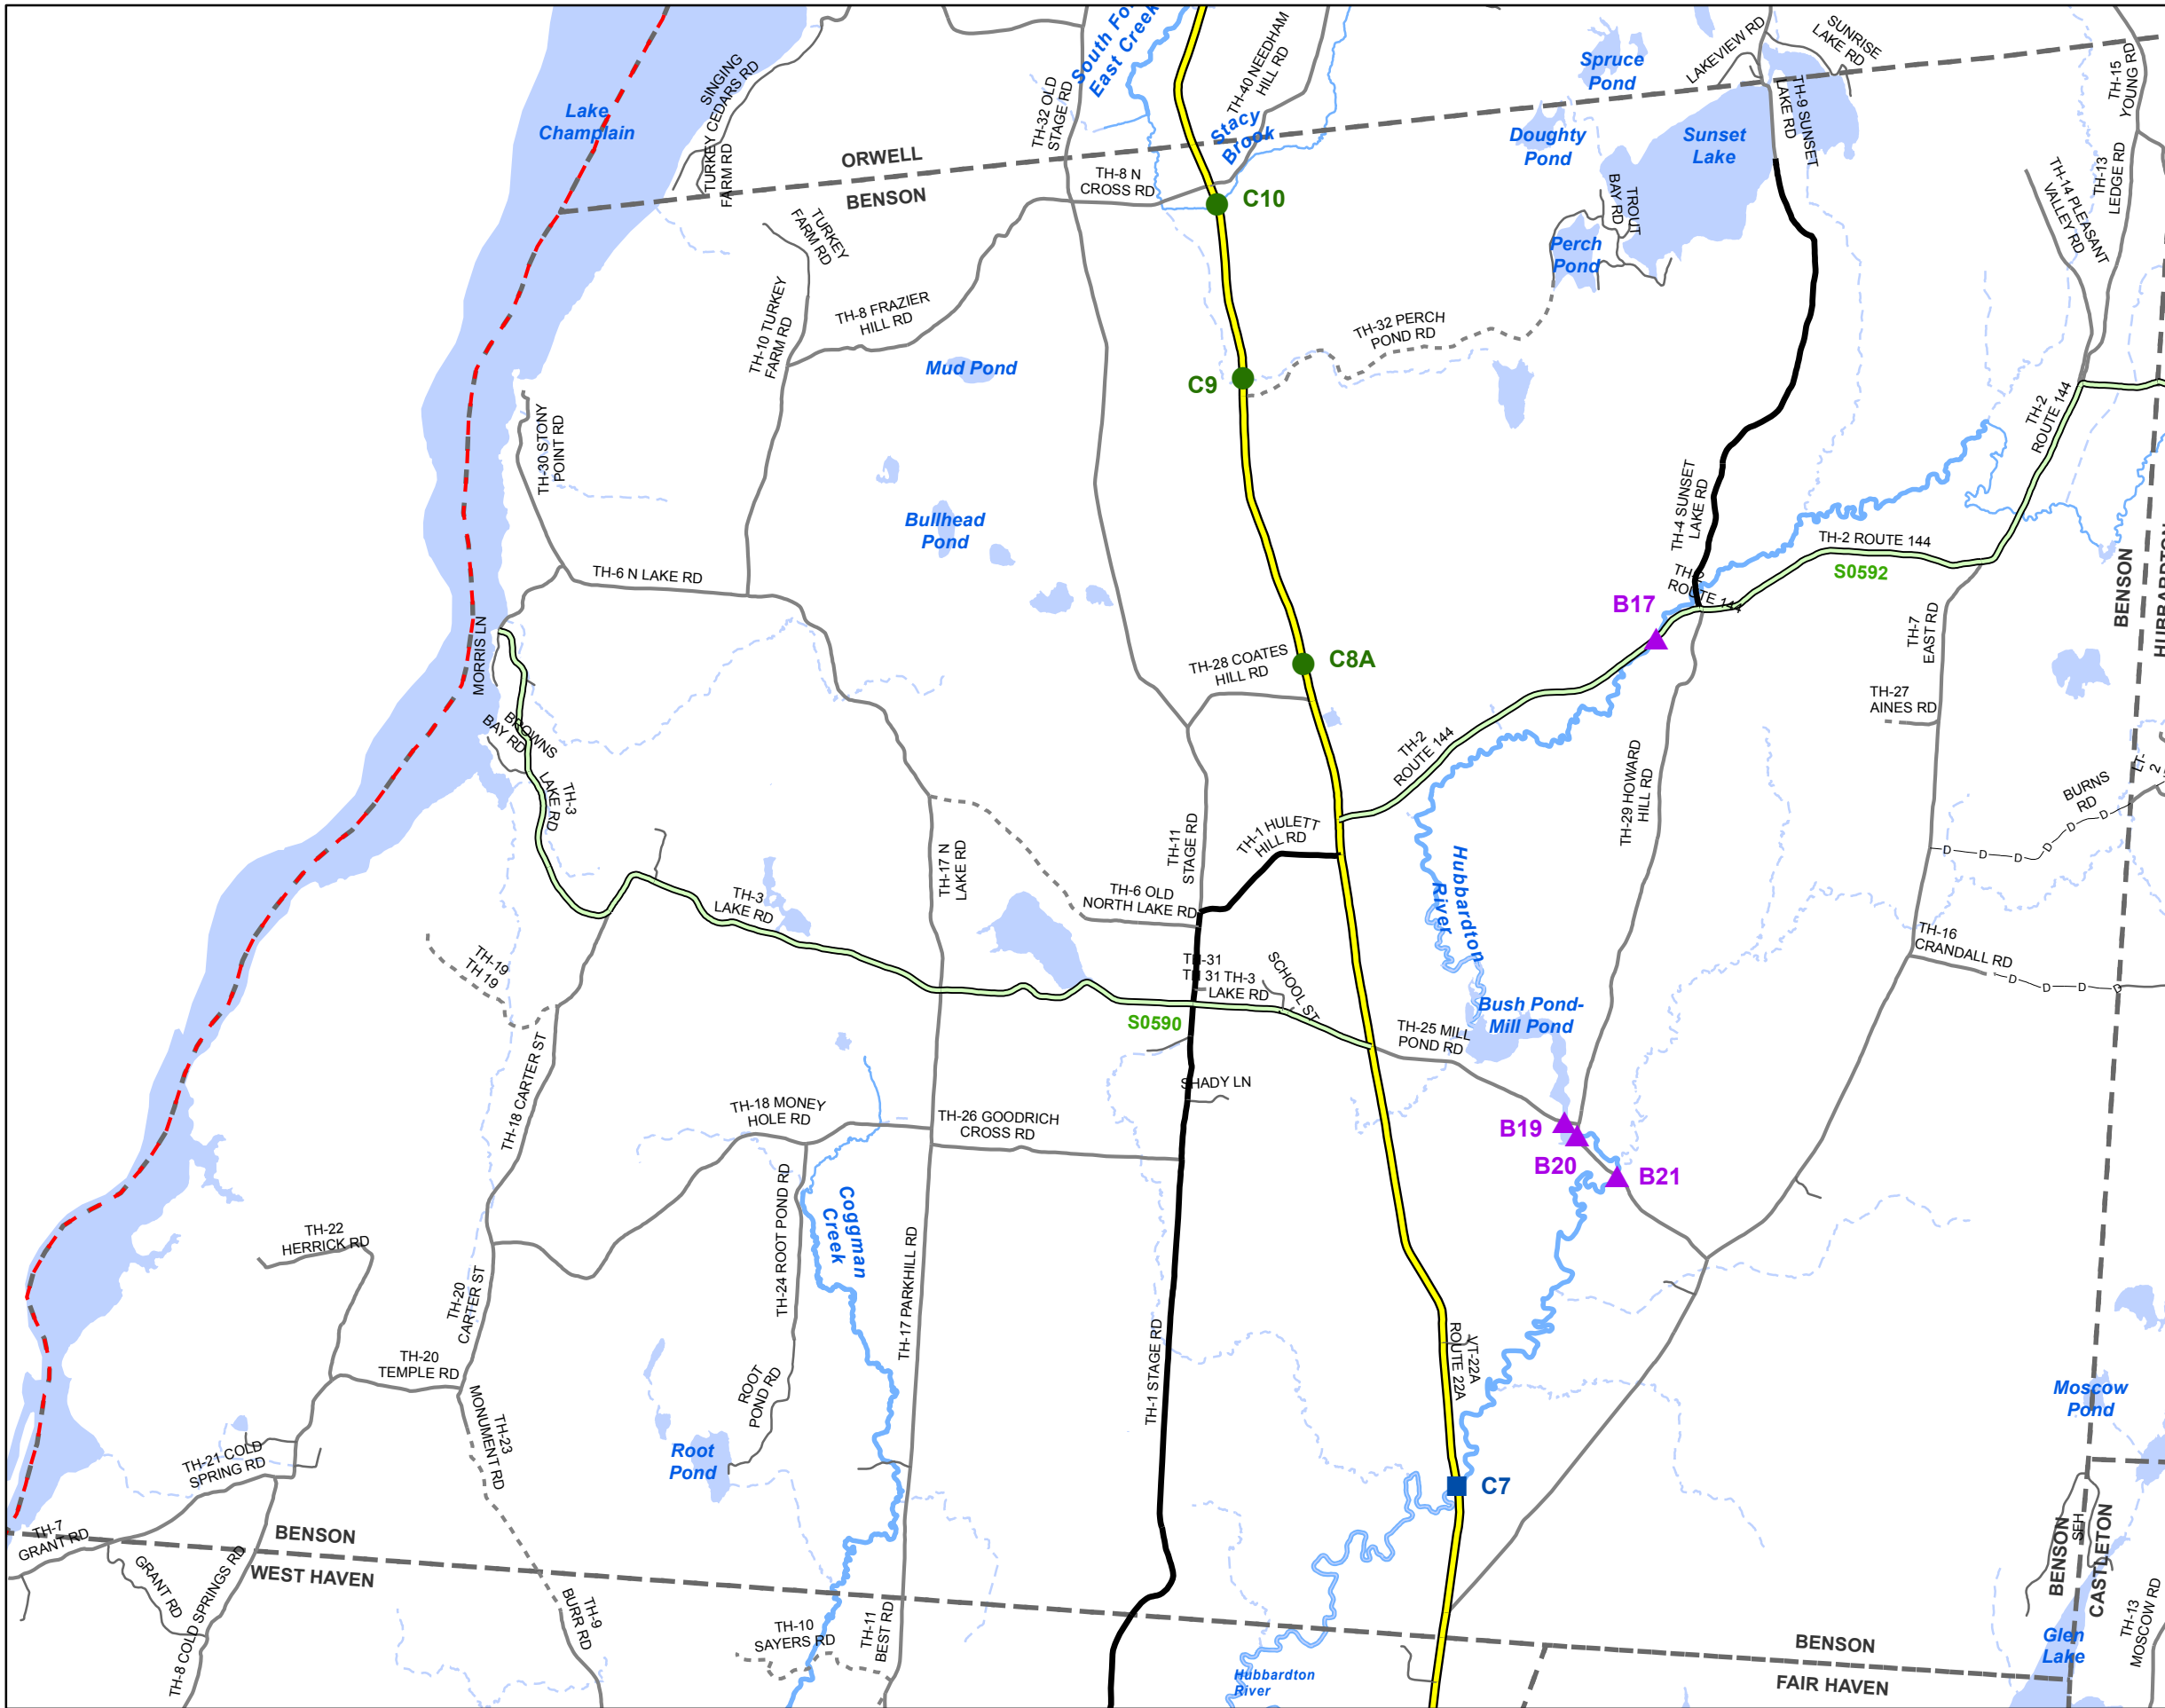 South Fo
East Creek
Lake
Champlain
SINGING
CEDARS RD
TURKEY
FARM RD
TH-32 OLD
STAGE RD
TH-40 NEEDHAM
HILL RD
Stacy
Brook
Spruce
Pond
LAKEVIEW RD
SUNRISE
LAKE RD
TH-9 SUNSET
LAKE RD
TH-15
YOUNG RD
Doughty
Pond
Sunset
Lake
ORWELL
BENSON
TH-8 N
CROSS RD
C10
TROUT
BAY RD
TH-14 PLEASANT
VALLEY RD
TH-13
LEDGE RD
TURKEY
FARM RD
Perch
Pond
TH-8 FRAZIER
HILL RD
TH-10 TURKEY
FARM RD
TH-32 PERCH
POND RD
Mud Pond
C9
TH-30 STONY
POINT RD
TH-2
ROUTE 144
Bullhead
Pond
TH-4 SUNSET
LAKE RD
TH-2 ROUTE 144
S0592
TH-6 N LAKE RD
TH-2
ROUTE 144
B17
BENSON
HUBBARDTON
MORRIS LN
TH-28 COATES
HILL RD
C8A
TH-7
EAST RD
TH-27
AINES RD
BROWNS
BAY RD
TH-2
ROUTE 144
TH-3
LAKE RD
TH-29 HOWARD
HILL RD
BURNS
RD
LT-
2
D D D D D D
TH-1 HULETT
HILL RD
TH-11
STAGE RD
TH-17 N
LAKE RD
TH-3
LAKE RD
TH-6 OLD
NORTH LAKE RD
Hubbardton
River
TH-16
CRANDALL RD
D D D D
TH-19
TH 19
TH-31
TH 31
TH-3
LAKE RD
SCHOOL ST
S0590
Bush Pond-
Mill Pond
TH-25 MILL
POND RD
TH-18 CARTER ST
SHADY LN
TH-18 MONEY
HOLE RD
TH-26 GOODRICH
CROSS RD
B19
B20
B21
TH-24 ROOT POND RD
Coggman
Creek
TH-22
HERRICK RD
TH-20
CARTER ST
TH-17 PARKHILL RD
TH-20
TEMPLE RD
TH-1 STAGE RD
VT-22A
ROUTE 22A
ROOT
POND RD
TH-23
MONUMENT RD
Moscow
Pond
Root
Pond
TH-21 COLD
SPRING RD
C7
TH-7
GRANT RD
BENSON
WEST HAVEN
GRANT RD
TH-8 COLD SPRINGS RD
TH-9
BURR RD
TH-10
SAYERS RD
TH-11
BEST RD
Hubbardton
River
BENSON
FAIR HAVEN
BENSON
SFH
CASTLETON
Glen
Lake
TH-13
MOSCOW RD